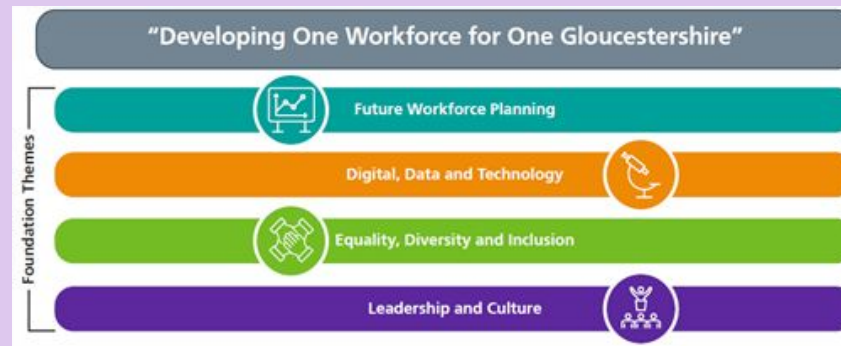 “Developing One Workforce for One Gloucestershire”
Foundation Themes
Future Workforce Planning
Digital, Data and Technology
Equality, Diversity and Inclusion
Leadership and Culture